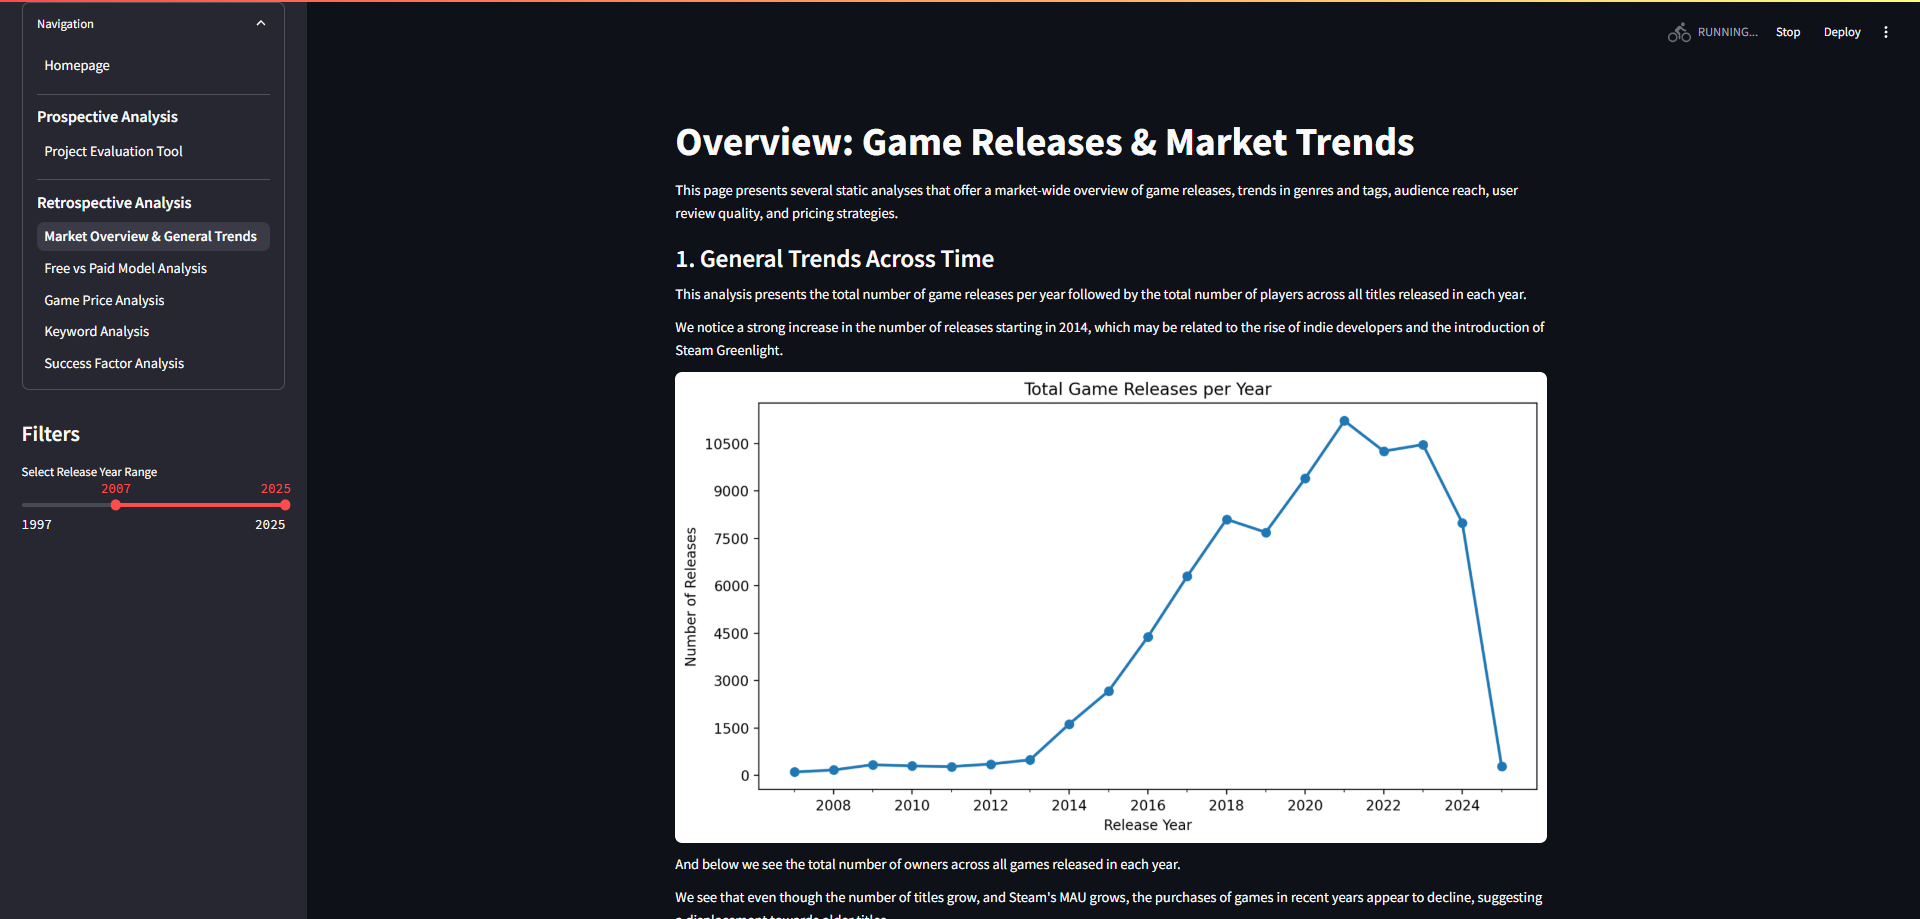 Navigation
Homepage
Prospective Analysis
Project Evaluation Tool
Retrospective Analysis
Market Overview & General Trends
Free vs Paid Model Analysis
Game Price Analysis
Keyword Analysis
Success Factor Analysis
Filters
Select Release Year Range
2007 2025
1997 2025
RUNNING... Stop Deploy
Overview: Game Releases & Market Trends
This page presents several static analyses that offer a market-wide overview of game releases, trends in genres and tags, audience reach, user
review quality, and pricing strategies.
1. General Trends Across Time
This analysis presents the total number of game releases per year followed by the total number of players across all titles released in each year.
We notice a strong increase in the number of releases starting in 2014, which may be related to the rise of indie developers and the introduction of
Steam Greenlight.
Total Game Releases per Year
Number of Releases
10500
9000
7500
6000
4500
3000
1500
0
2008 2010 2012 2014 2016 2018 2020 2022 2024
Release Year
And below we see the total number of owners across all games released in each year.
We see that even though the number of titles grow, and Steam's MAU grows, the purchases of games in recent years appear to decline, suggesting
a displacement towards older titles.